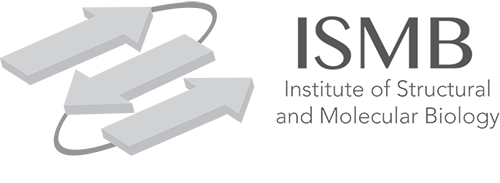 ISMB
Institute of Structural
and Molecular Biology